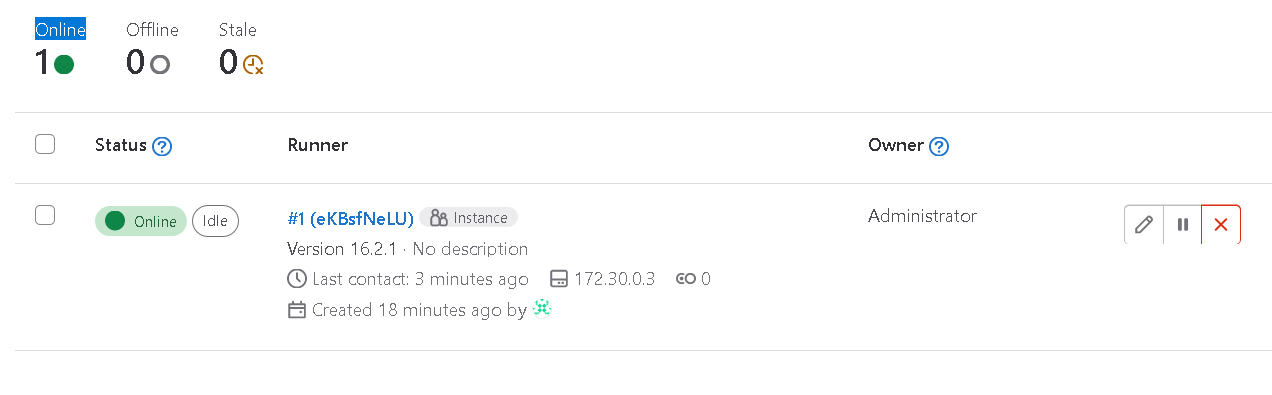 Online Offline Stale
1 0 0
Status Runner Owner
Online Idle #1 (eKBsfNeLU) Instance Administrator
Version 16.2.1 · No description
Last contact: 3 minutes ago 172.30.0.3 0
Created 18 minutes ago by